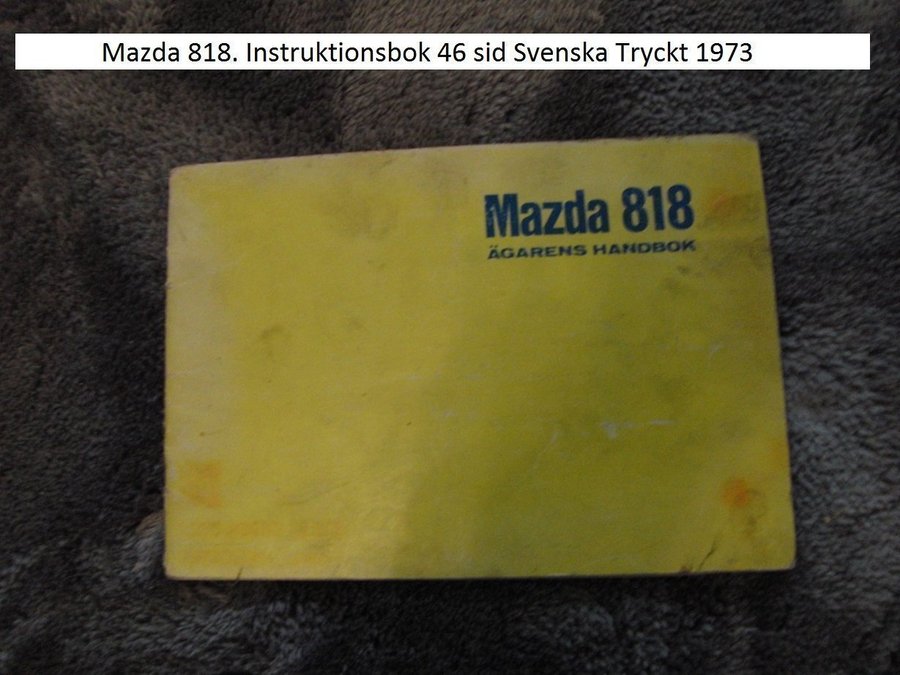 Mazda 818. Instruktionsbok 46 sid Svenska Tryckt 1973
Mazda 818
ÄGARENS HANDBOK